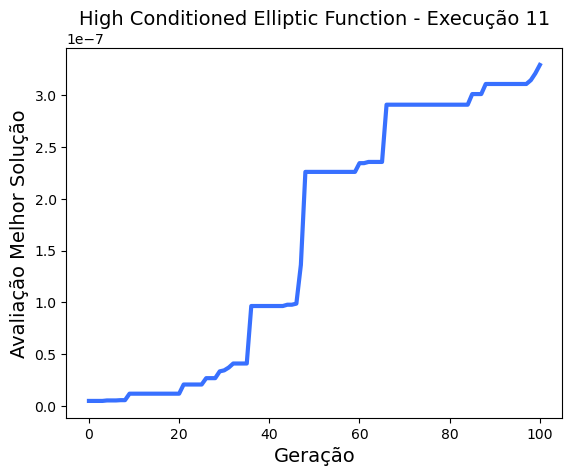 High Conditioned Elliptic Function - Execução 11
1e−7
3.0
2.5
2.0
1.5
1.0
0.5
0.0
Avaliação Melhor Solução
0 20 40 60 80 100
Geração